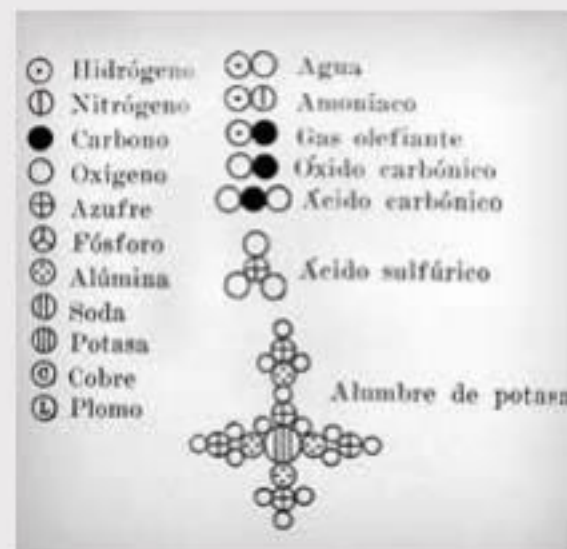 Hidrógeno
Nitrógeno
Carbono
Oxígeno
Azufre
Fósforo
Alúmina
Soda
Potasa
C Cobre
L Plomo
Agua
Amoníaco
Gas olefiante
Óxido carbónico
Ácido carbónico
Ácido sulfúrico
Alumbre de potasa